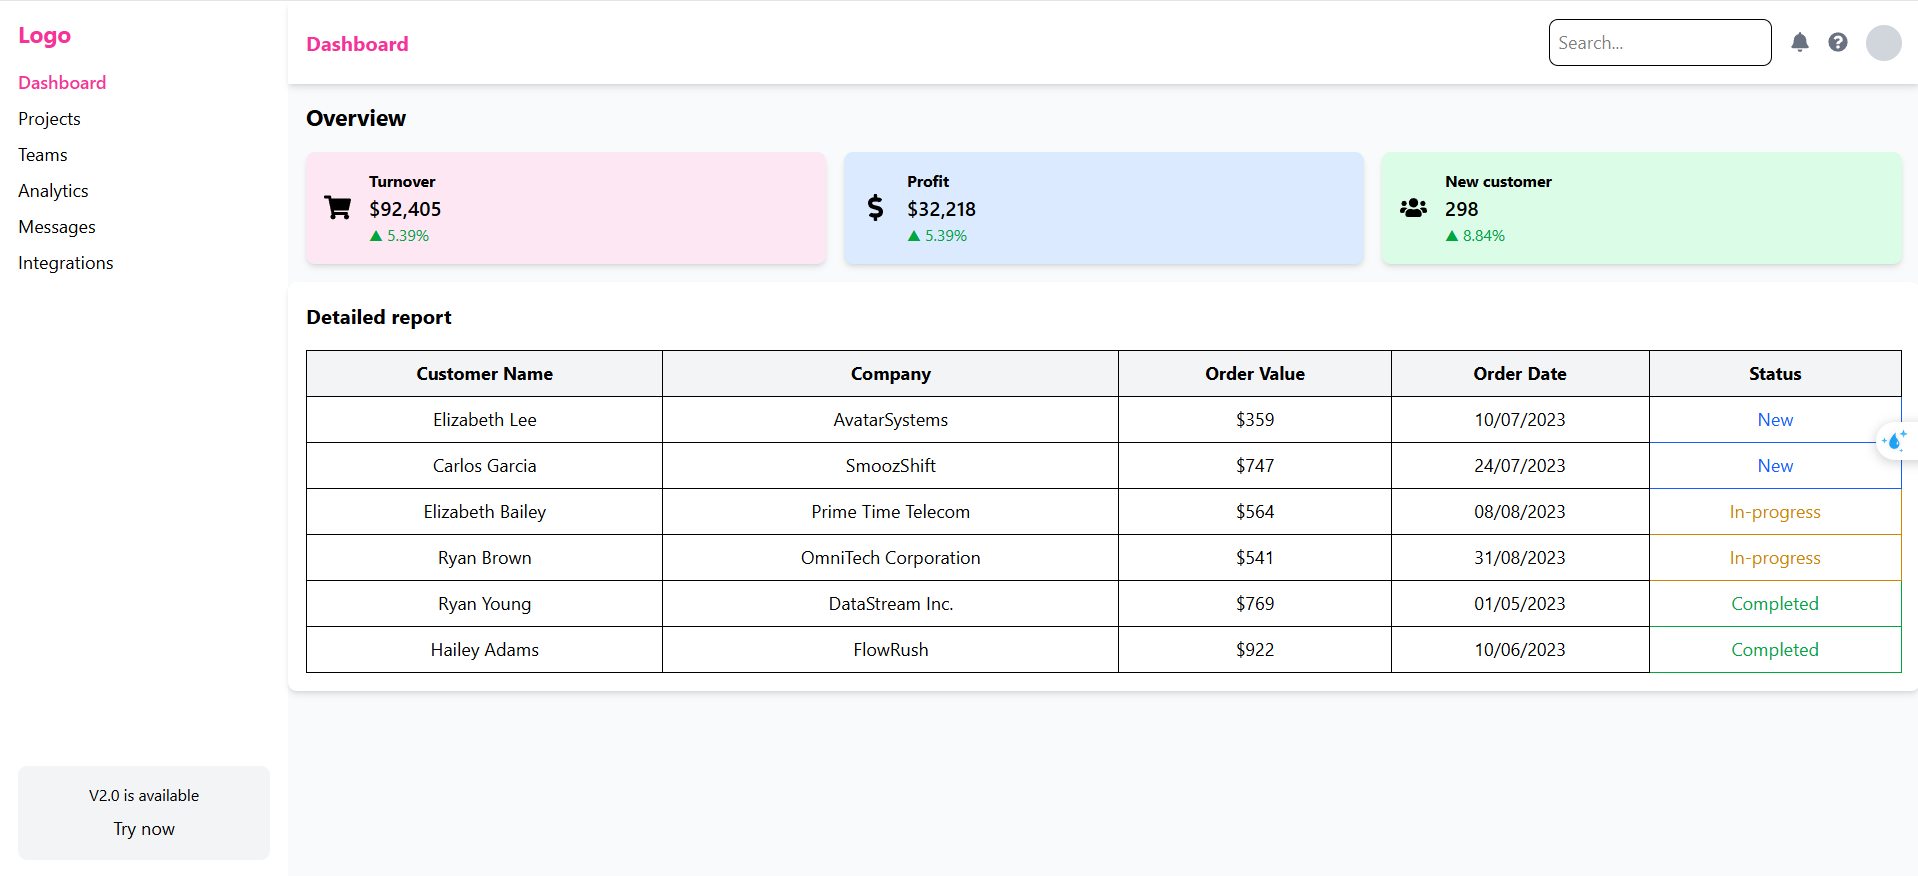 Logo
Dashboard
Projects
Teams
Analytics
Messages
Integrations
V2.0 is available
Try now
Dashboard
Search...
Overview
Turnover
$92,405
▲ 5.39%
Profit
$32,218
▲ 5.39%
New customer
298
▲ 8.84%
Detailed report
Customer Name Company Order Value Order Date Status
Elizabeth Lee AvatarSystems $359 10/07/2023 New
Carlos Garcia SmoozShift $747 24/07/2023 New
Elizabeth Bailey Prime Time Telecom $564 08/08/2023 In-progress
Ryan Brown OmniTech Corporation $541 31/08/2023 In-progress
Ryan Young DataStream Inc. $769 01/05/2023 Completed
Hailey Adams FlowRush $922 10/06/2023 Completed